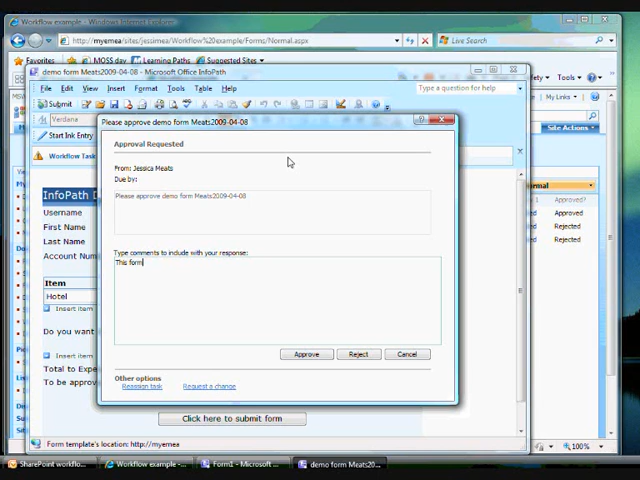 Workflow example - Windows Internet Explorer
http://myemea/sites/jessimea/Workflow%20example/Forms/Normal.aspx
Live Search
Favorites
MOSS day
Learning Paths
Suggested Sites
demo form Meats2009-04-08 - Microsoft Office InfoPath
Tools
File Edit View Insert Format Tools Table Help
Type a question for help
My Links
Submit
Verdana
Please approve demo form Meats2009-04-08
Site Actions
Start Ink Entry
Approval Requested
Workflow Task
From: Jessica Meats
Due by:
Please approve demo form Meats2009-04-08
InfoPath D
Approved?
Username
Approved
First Name
Rejected
Last Name
Rejected
Account Num
Type comments to include with your response:
This form
Item
Hotel
Insert item
Do you want
Insert item
Approve
Reject
Cancel
Total to Expe
Other options
To be approv
Reassign task
Request a change
Click here to submit form
Form template's location: http://myemea
100%
SharePoint workflo...
Workflow example -...
Form1 - Microsoft ...
demo form Meats20...